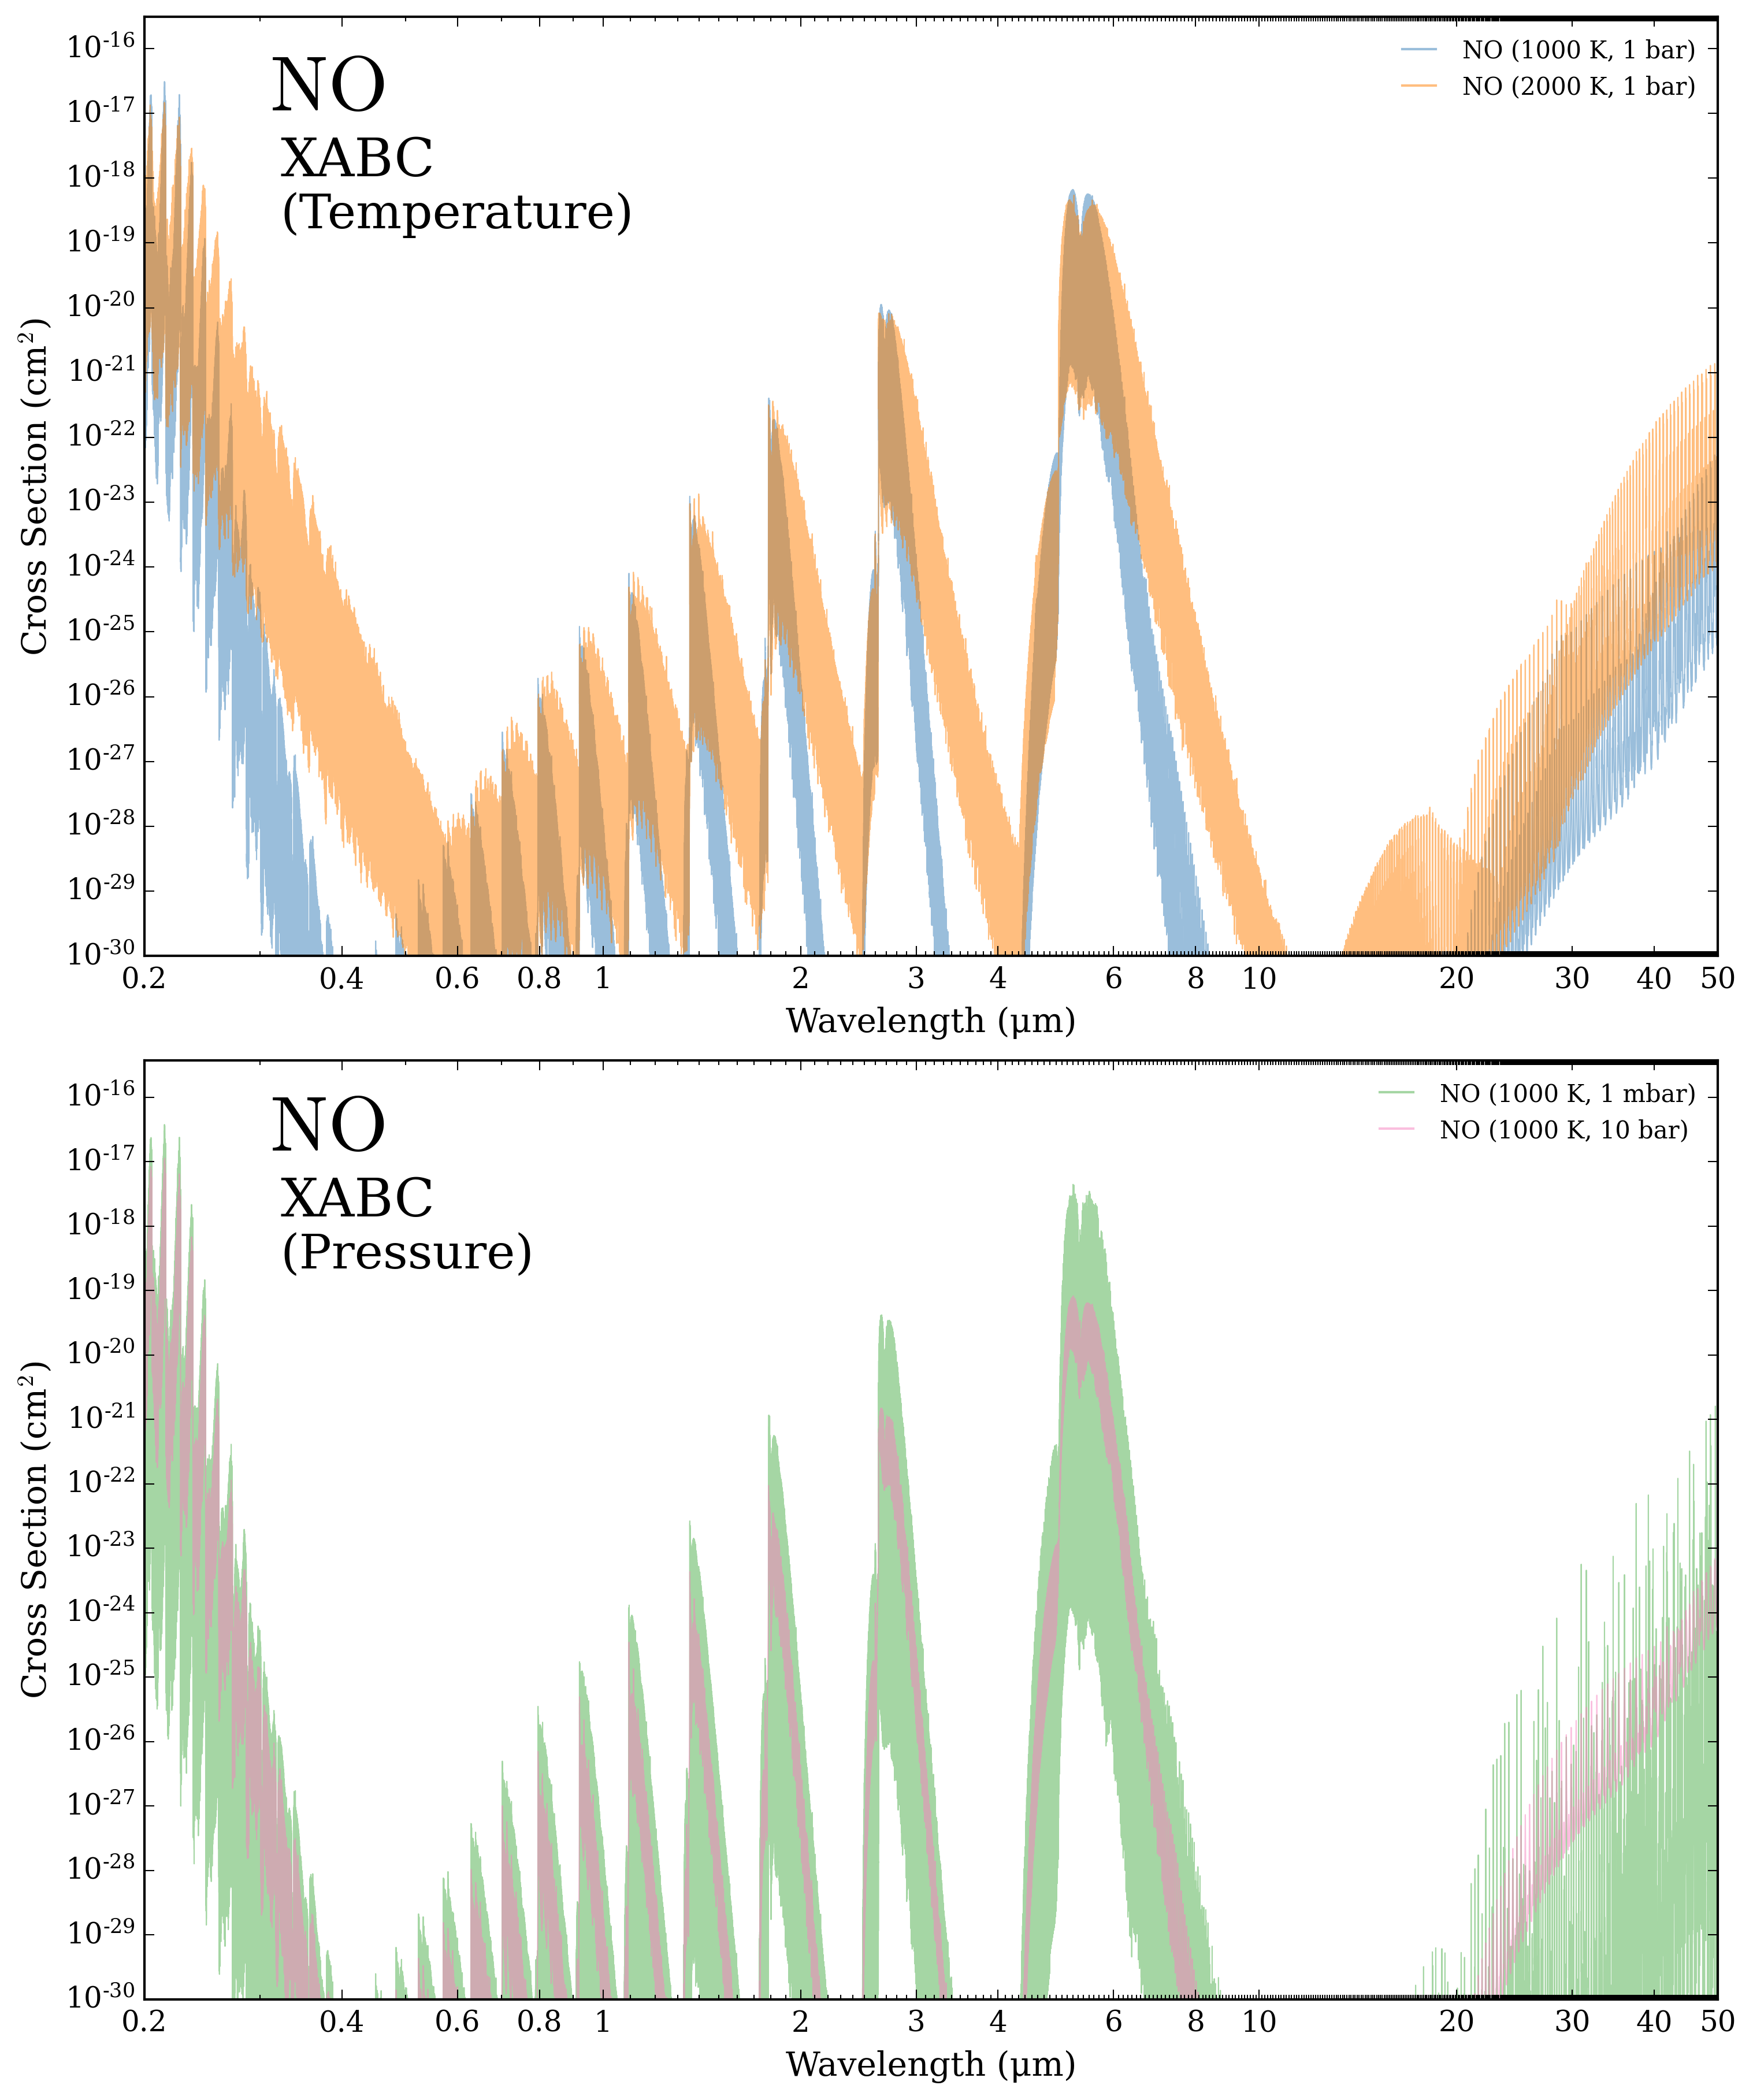 NO
XABC
(Temperature)
NO (1000 K, 1 bar)
NO (2000 K, 1 bar)
Cross Section (cm²)
10⁻¹⁶
10⁻¹⁷
10⁻¹⁸
10⁻¹⁹
10⁻²⁰
10⁻²¹
10⁻²²
10⁻²³
10⁻²⁴
10⁻²⁵
10⁻²⁶
10⁻²⁷
10⁻²⁸
10⁻²⁹
10⁻³⁰
0.2 0.4 0.6 0.8 1 2 3 4 6 8 10 20 30 40 50
Wavelength (μm)
NO
XABC
(Pressure)
NO (1000 K, 1 mbar)
NO (1000 K, 10 bar)
Cross Section (cm²)
10⁻¹⁶
10⁻¹⁷
10⁻¹⁸
10⁻¹⁹
10⁻²⁰
10⁻²¹
10⁻²²
10⁻²³
10⁻²⁴
10⁻²⁵
10⁻²⁶
10⁻²⁷
10⁻²⁸
10⁻²⁹
10⁻³⁰
0.2 0.4 0.6 0.8 1 2 3 4 6 8 10 20 30 40 50
Wavelength (μm)